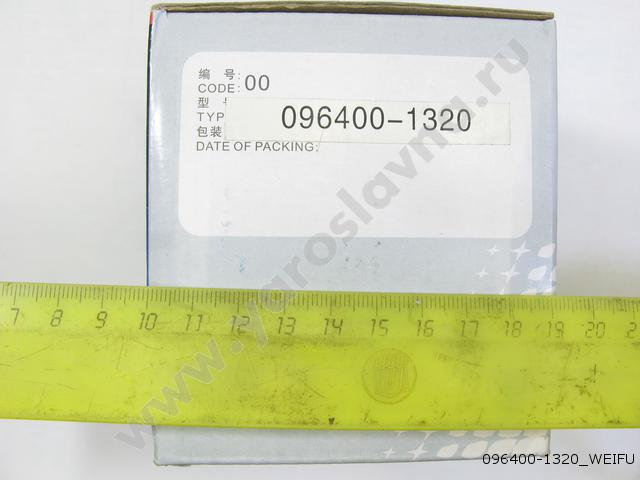 编 号:
CODE: 00
型
TYP
包装
096400-1320
DATE OF PACKING:
www.yaroslavna.ru
7 8 9 10 11 12 13 14 15 16 17 18 19 20 2
096400-1320_WEIFU